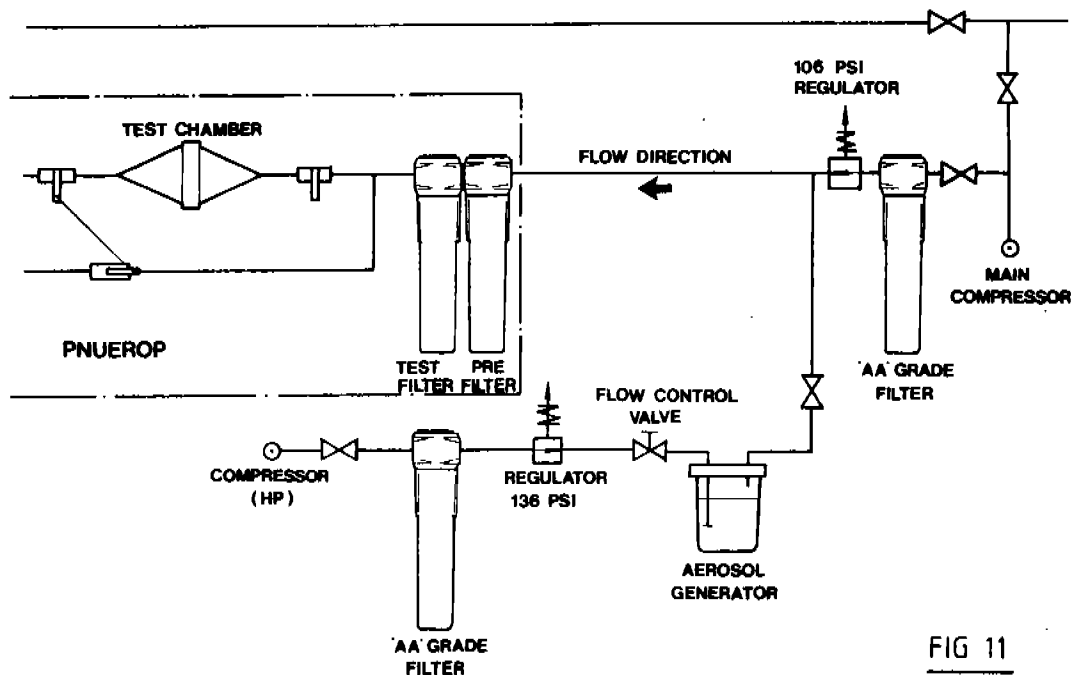 106 PSI
REGULATOR
TEST CHAMBER
FLOW DIRECTION
MAIN
COMPRESSOR
PNUEROP
TEST
FILTER
PRE
FILTER
'AA' GRADE
FILTER
FLOW CONTROL
VALVE
COMPRESSOR
(HP)
REGULATOR
136 PSI
AEROSOL
GENERATOR
'AA' GRADE
FILTER
FIG 11